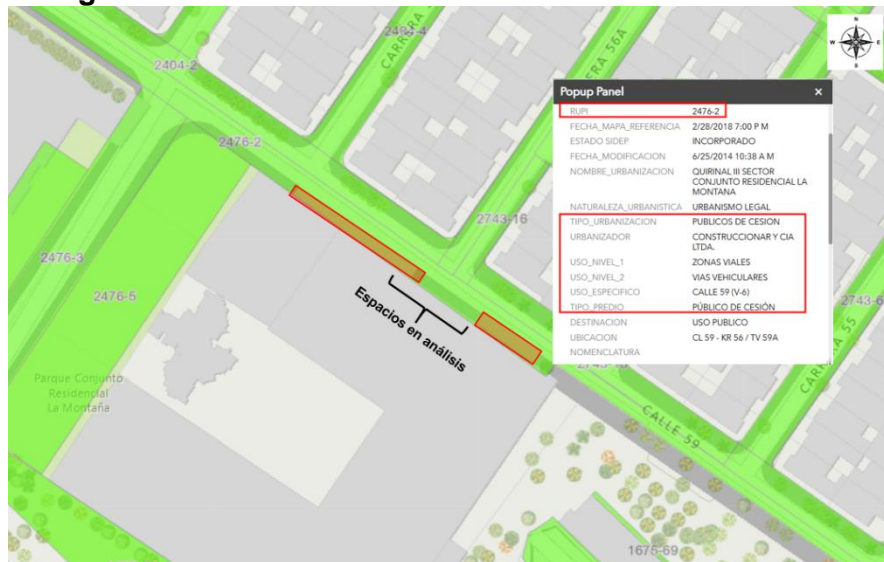 2404-4
CARRERA
RA 56A
2404-2
N
W E
S
2476-2
Popup Panel ×
RUPI 2476-2
FECHA_MAPA_REFERENCIA 2/28/2018 7:00 P M
ESTADO SIDEP INCORPORADO
FECHA_MODIFICACION 6/25/2014 10:38 A M
NOMBRE_URBANIZACION QUIRINAL III SECTOR
CONJUNTO RESIDENCIAL LA
MONTANA
NATURALEZA_URBANISTICA URBANISMO LEGAL
TIPO_URBANIZACION PUBLICOS DE CESION
URBANIZADOR CONSTRUCCIONAR Y CIA
LTDA.
USO_NIVEL_1 ZONAS VIALES
USO_NIVEL_2 VIAS VEHICULARES
USO_ESPECIFICO CALLE 59 (V-6)
TIPO_PREDIO PÚBLICO DE CESIÓN
DESTINACION USO PUBLICO
UBICACION CL 59 - KR 56 / TV 59A
NOMENCLATURA
2743-16
2476-3
2476-5
2743-6
Espacios en análisis
CARRERA 55
Parque Conjunto
Residencial
La Montaña
CALLE 59
1675-69